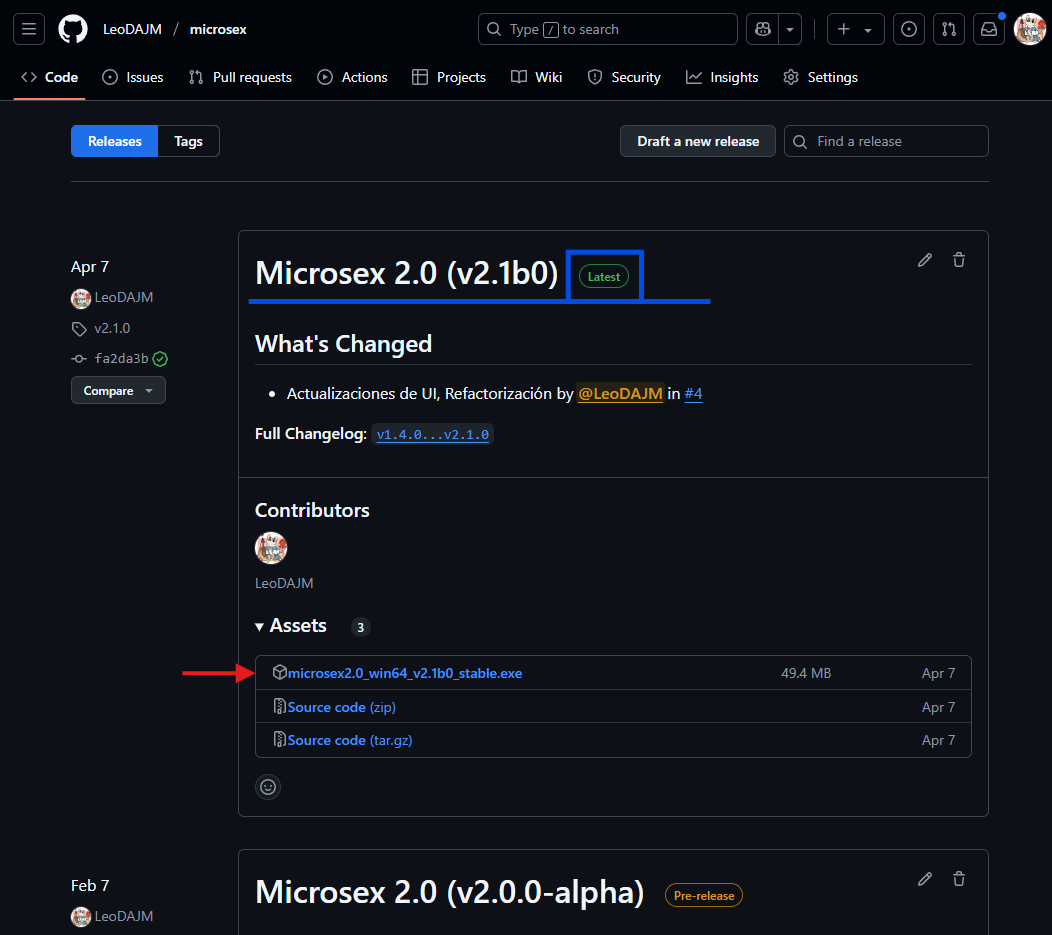 LeoDAJM / microsex
Type / to search
Code Issues Pull requests Actions Projects Wiki Security Insights Settings
Releases Tags
Draft a new release Find a release
Apr 7
LeoDAJM
v2.1.0
fa2da3b
Compare
Microsex 2.0 (v2.1b0) Latest
What's Changed
• Actualizaciones de UI, Refactorización by @LeoDAJM in #4
Full Changelog: v1.4.0...v2.1.0
Contributors
LeoDAJM
Assets 3
microsex2.0_win64_v2.1b0_stable.exe 49.4 MB Apr 7
Source code (zip) Apr 7
Source code (tar.gz) Apr 7
Feb 7
LeoDAJM
Microsex 2.0 (v2.0.0-alpha) Pre-release